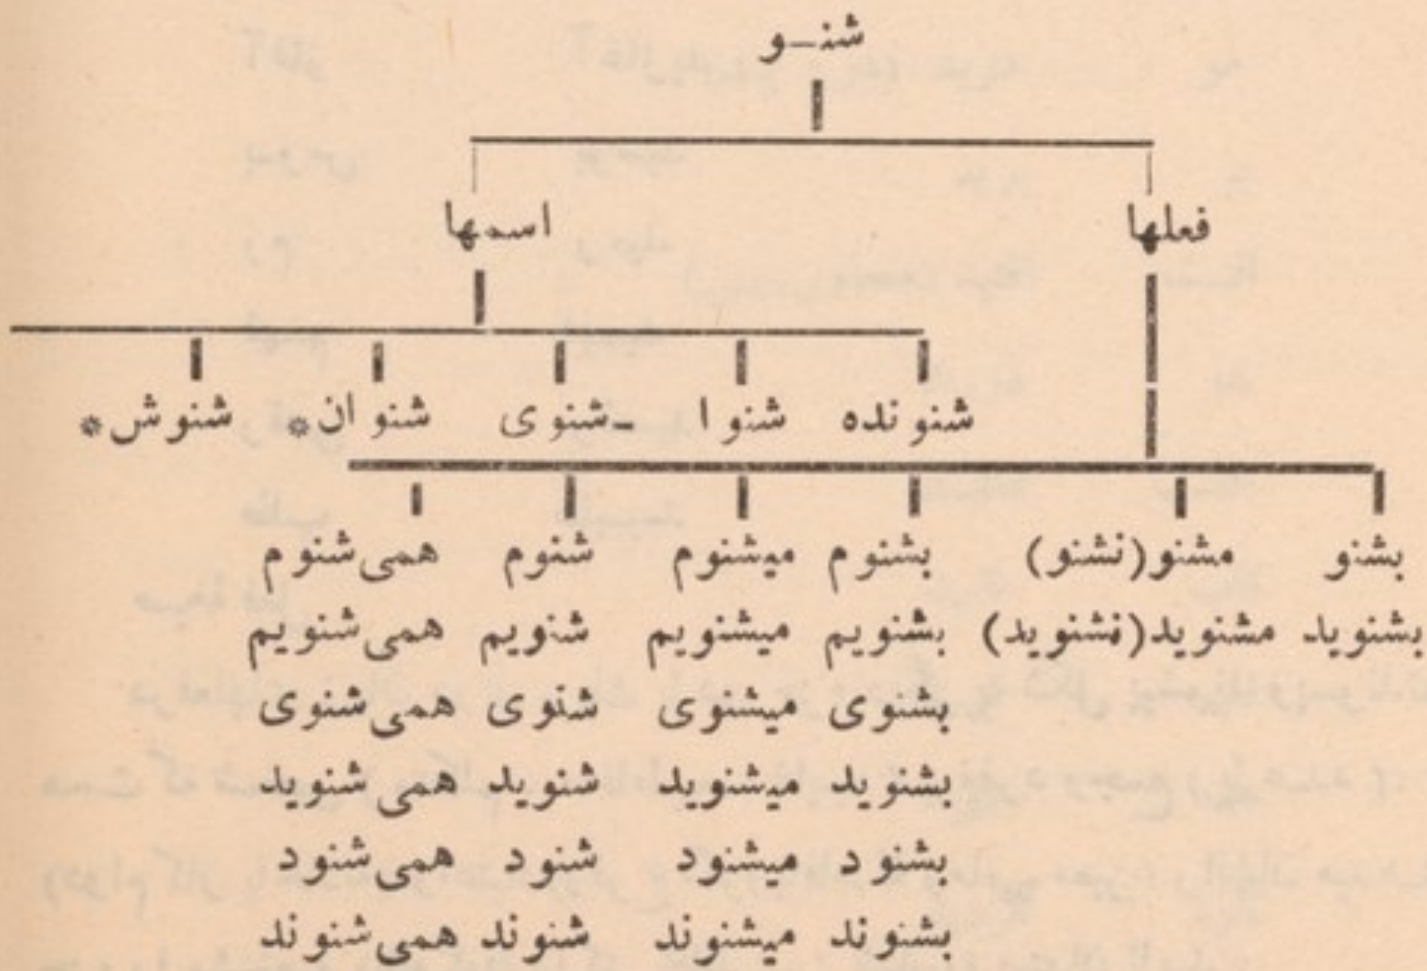 شنـو
فعلها اسمها
شنونده شنوا ـشنوی شنوان* شنوش*
بشنو مشنو(نشنو) بشنوم میشنوم شنوم همی‌شنوم
بشنوید مشنوید(نشنوید) بشنویم میشنویم شنویم همی‌شنویم
بشنوی میشنوی شنوی همی‌شنوی
بشنوید میشنوید شنوید همی‌شنوید
بشنود میشنود شنود همی‌شنود
بشنوند میشنوند شنوند همی‌شنوند